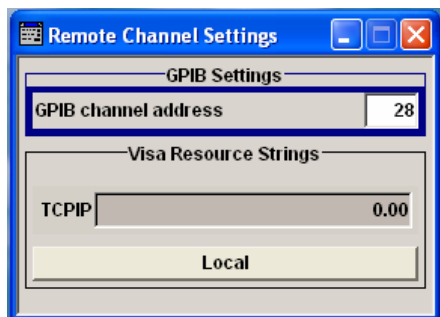 Remote Channel Settings
GPIB Settings
GPIB channel address 28
Visa Resource Strings
TCPIP 0.00
Local